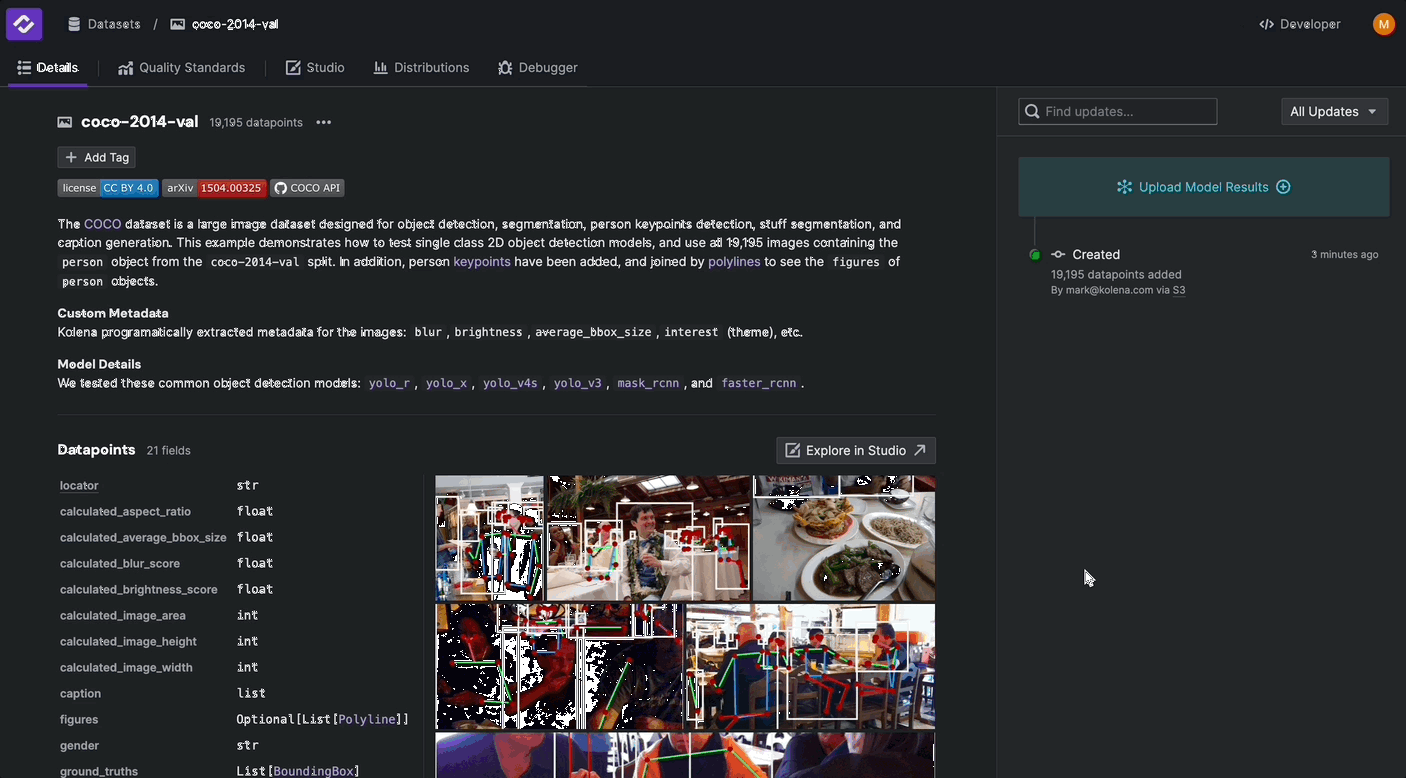 Datasets / coco-2014-val
Developer
M
Details
Quality Standards
Studio
Distributions
Debugger
coco-2014-val 19,195 datapoints
Add Tag
license CC BY 4.0 arXiv 1504.00325 COCO API
The COCO dataset is a large image dataset designed for object detection, segmentation, person keypoints detection, stuff segmentation, and
caption generation. This example demonstrates how to test single class 2D object detection models, and use all 19,195 images containing the
person object from the coco-2014-val split. In addition, person keypoints have been added, and joined by polylines to see the figures of
person objects.
Custom Metadata
Kolena programatically extracted metadata for the images: blur, brightness, average_bbox_size, interest (theme), etc.
Model Details
We tested these common object detection models: yolo_r, yolo_x, yolo_v4s, yolo_v3, mask_rcnn, and faster_rcnn.
Datapoints 21 fields
Explore in Studio
locator str
calculated_aspect_ratio float
calculated_average_bbox_size float
calculated_blur_score float
calculated_brightness_score float
calculated_image_area int
calculated_image_height int
calculated_image_width int
caption list
figures Optional[List[Polyline]]
gender str
ground_truths List[BoundingBox]
Find updates...
All Updates
Upload Model Results
Created 3 minutes ago
19,195 datapoints added
By mark@kolena.com via S3